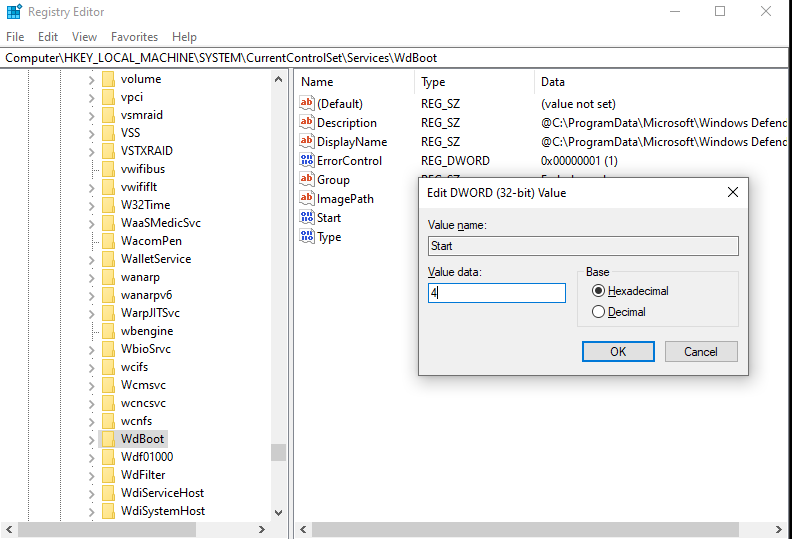 Registry Editor
File Edit View Favorites Help
Computer\HKEY_LOCAL_MACHINE\SYSTEM\CurrentControlSet\Services\WdBoot
volume
vpci
vsmraid
VSS
VSTXRAID
vwifibus
vwififlt
W32Time
WaaSMedicSvc
WacomPen
WalletService
wanarp
wanarpv6
WarpJITSvc
wbengine
WbioSrvc
wcifs
Wcmsvc
wcncsvc
wcnfs
WdBoot
Wdf01000
WdFilter
WdiServiceHost
WdiSystemHost
Name Type Data
(Default) REG_SZ (value not set)
Description REG_SZ @C:\ProgramData\Microsoft\Windows Defend
DisplayName REG_SZ @C:\ProgramData\Microsoft\Windows Defend
ErrorControl REG_DWORD 0x00000001 (1)
Group
ImagePath
Start
Type
Edit DWORD (32-bit) Value
Value name:
Start
Value data:
4
Base
Hexadecimal
Decimal
OK Cancel